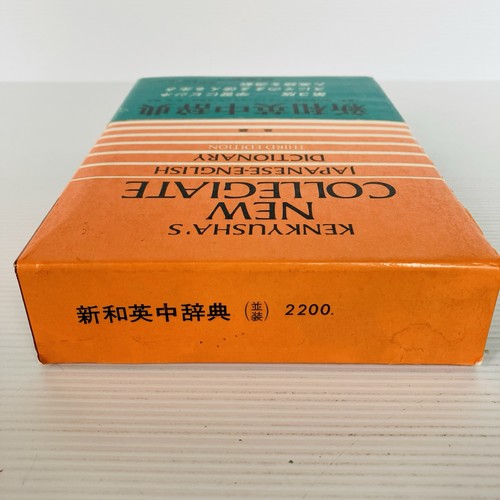 新和英中辞典 (並装) 2200.
KENKYUSHA'S
NEW
COLLEGIATE
JAPANESE-ENGLISH
DICTIONARY
THIRD EDITION
新和英中辞典